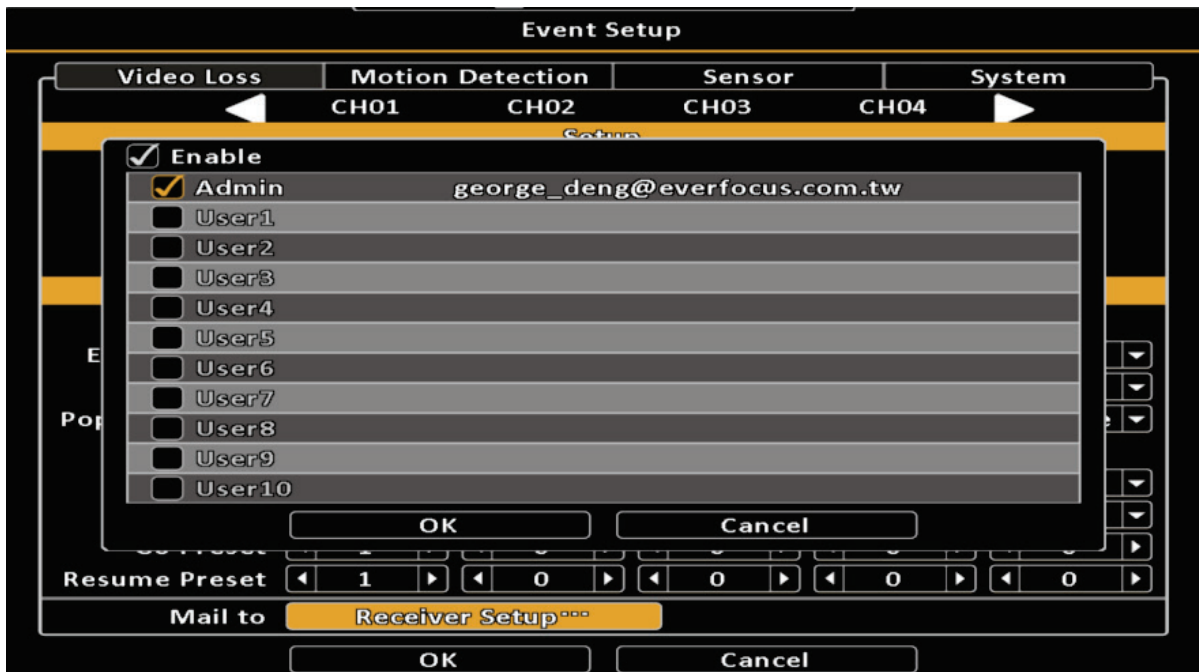 Event Setup
Video Loss Motion Detection Sensor System
CH01 CH02 CH03 CH04
Setup
Enable
Admin george_deng@everfocus.com.tw
User1
User2
User3
User4
User5
User6
User7
User8
User9
User10
OK Cancel
Resume Preset 1 0 0 0 0
Mail to Receiver Setup...
OK Cancel